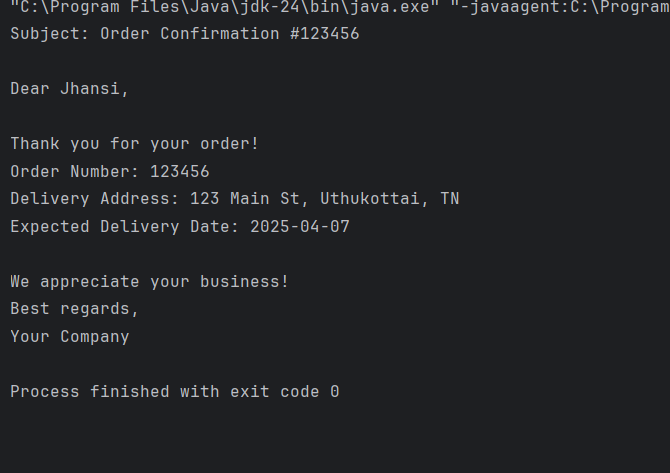 "C:\Program Files\Java\jdk-24\bin\java.exe" "-javaagent:C:\Program
Subject: Order Confirmation #123456
Dear Jhansi,
Thank you for your order!
Order Number: 123456
Delivery Address: 123 Main St, Uthukottai, TN
Expected Delivery Date: 2025-04-07
We appreciate your business!
Best regards,
Your Company
Process finished with exit code 0